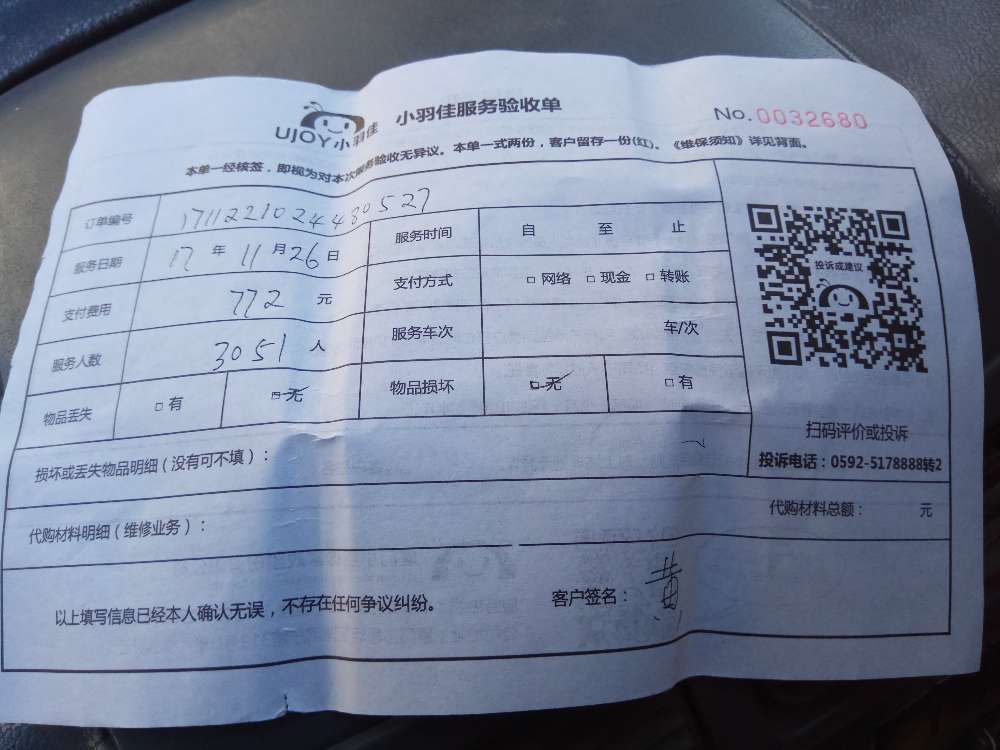 UJOY小羽佳 小羽佳服务验收单 No.0032680
本单一经核签，即视为对本次服务验收无异议。本单一式两份，客户留存一份(红)。《维保须知》详见背面。
订单编号 1711221024480527
服务日期 17 年 11 月 26 日 服务时间 自 至 止
支付费用 772 元 支付方式 □ 网络 □ 现金 □ 转账
服务人数 3051 人 服务车次 车/次
物品丢失 □ 有 □ 无 物品损坏 □ 无 □ 有
投诉或建议
扫码评价或投诉
投诉电话：0592-5178888转2
损坏或丢失物品明细（没有可不填）：
代购材料明细（维修业务）： 代购材料总额： 元
以上填写信息已经本人确认无误，不存在任何争议纠纷。 客户签名： 黄